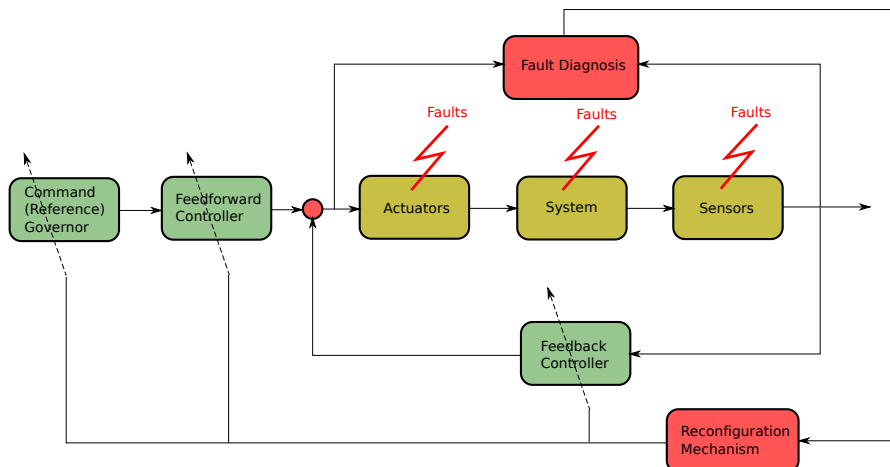 Fault Diagnosis
Faults
Faults
Faults
Command
(Reference)
Governor
Feedforward
Controller
Actuators
System
Sensors
Feedback
Controller
Reconfiguration
Mechanism